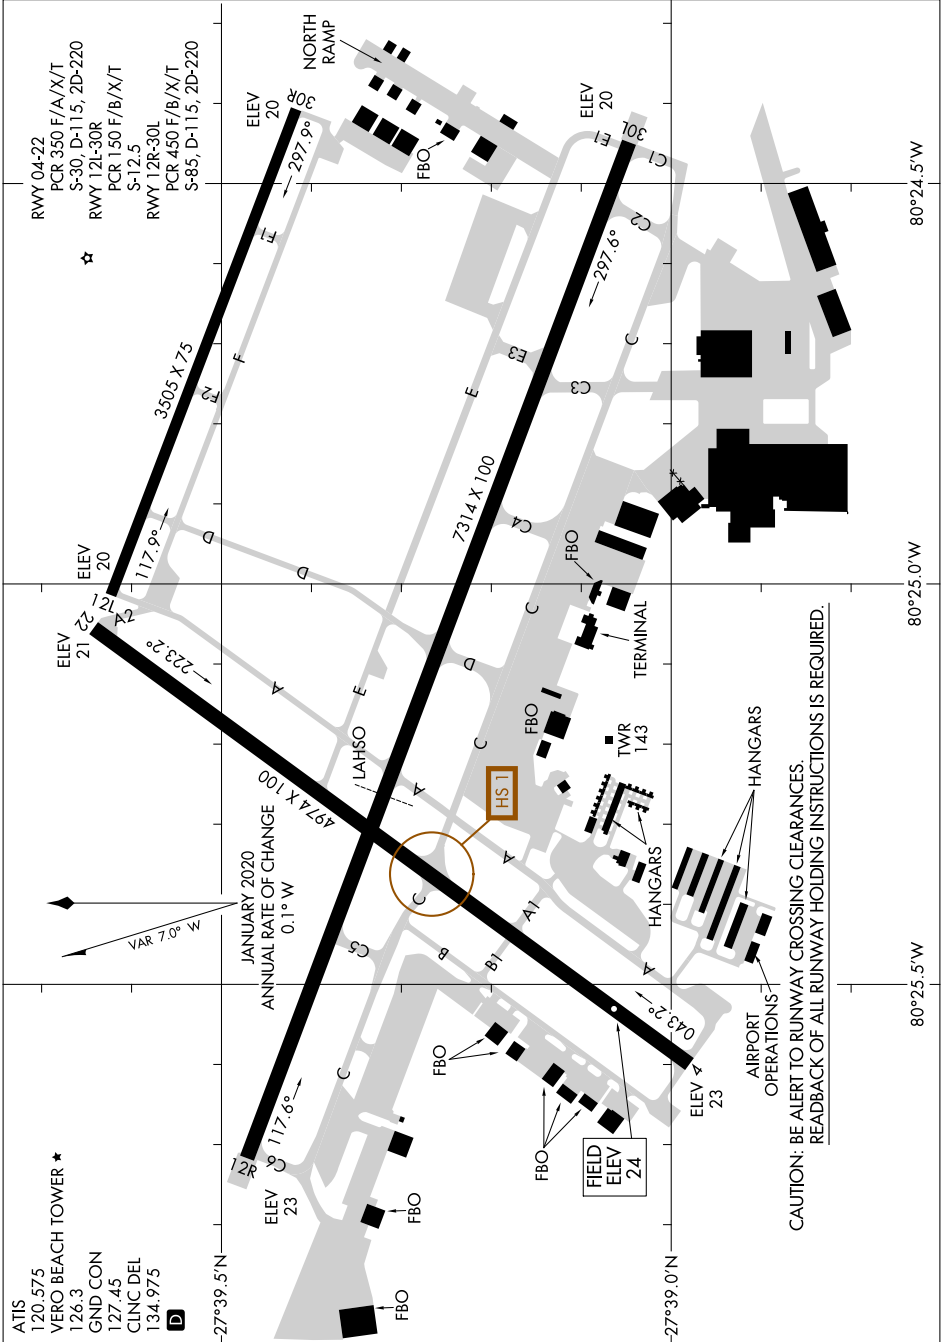 ATIS
120.575
VERO BEACH TOWER ★
126.3
GND CON
127.45
CLNC DEL
134.975
D
RWY 04-22
PCR 350 F/A/X/T
S-30, D-115, 2D-220
RWY 12L-30R
PCR 150 F/B/X/T
S-12.5
RWY 12R-30L
PCR 450 F/B/X/T
S-85, D-115, 2D-220
VAR 7.0° W
JANUARY 2020
ANNUAL RATE OF CHANGE
0.1° W
ELEV
21
22
223.2°
A2
12L
ELEV
20
117.9°
3505 X 75
F2
F
F1
297.9°
30R
ELEV
20
NORTH
RAMP
FBO
D
D
A
E
4974 X 100
LAHSO
A
E
E3
7314 X 100
297.6°
E1
30L
ELEV
20
C1
C2
C
C3
C4
C
D
C
HS 1
C
C5
B
B1
A1
A
A
12R
ELEV
23
117.6°
C6
C
FBO
FBO
FBO
FBO
FIELD
ELEV
24
043.2°
4
ELEV
23
FBO
FBO
TERMINAL
TWR
143
HANGARS
HANGARS
AIRPORT
OPERATIONS
27°39.5'N
27°39.0'N
80°25.5'W
80°25.0'W
80°24.5'W
CAUTION: BE ALERT TO RUNWAY CROSSING CLEARANCES.
READBACK OF ALL RUNWAY HOLDING INSTRUCTIONS IS REQUIRED.